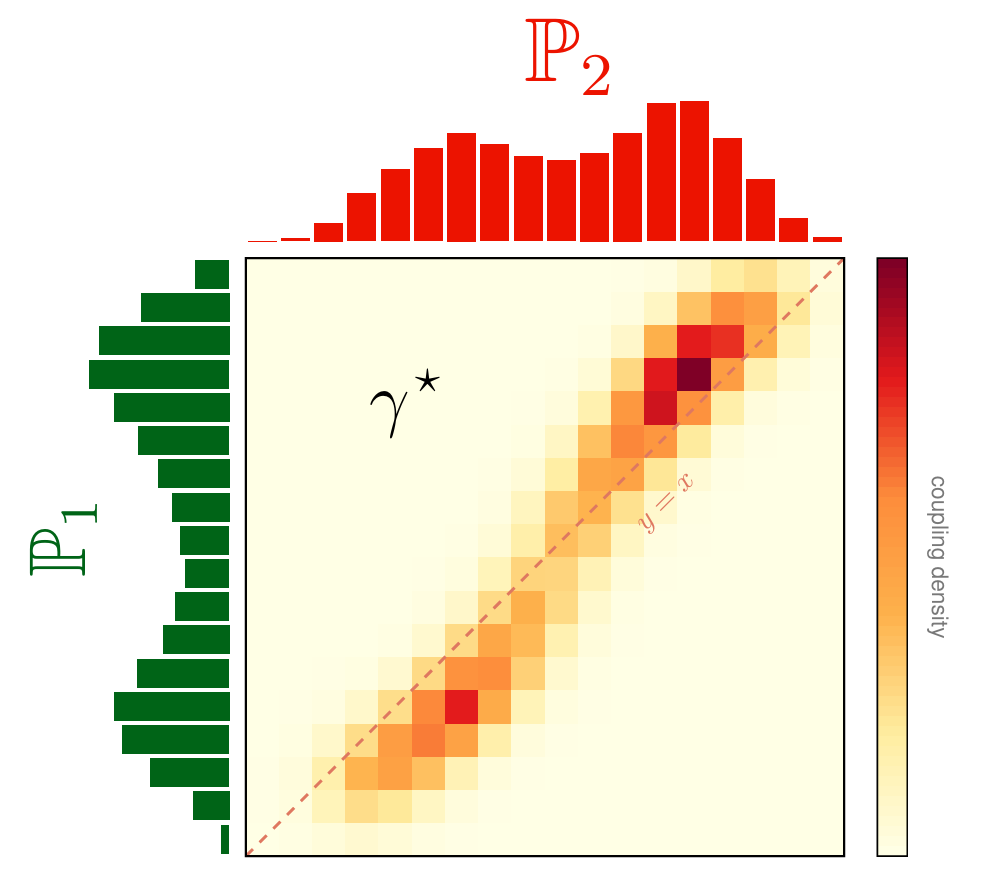 ℙ₂
γ*
ℙ₁
y = x
coupling density